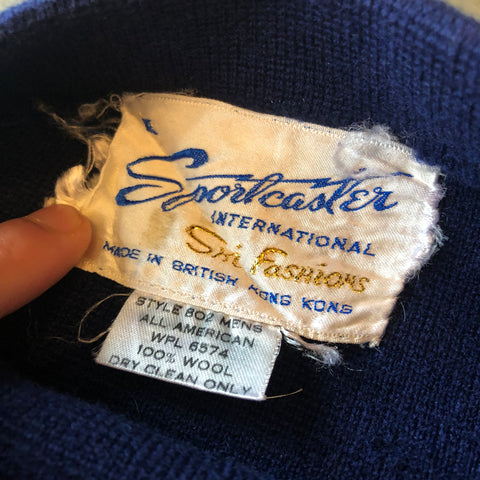 L
Sportcaster
INTERNATIONAL
Ski Fashions
MADE IN BRITISH HONG KONG
STYLE 802 MENS
ALL AMERICAN
WPL 6574
100% WOOL
DRY CLEAN ONLY